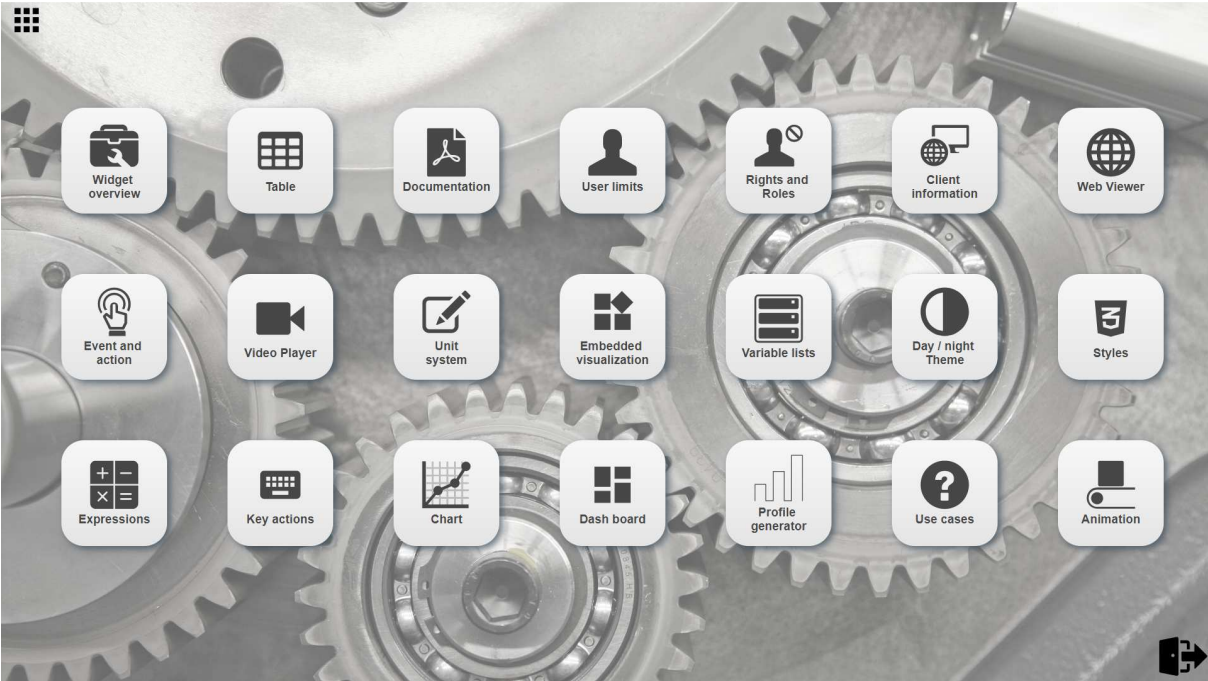 Widget
overview
Table
Documentation
User limits
Rights and
Roles
Client
information
Web Viewer
Event and
action
Video Player
Unit
system
Embedded
visualization
Variable lists
Day / night
Theme
Styles
Expressions
Key actions
Chart
Dash board
Profile
generator
Use cases
Animation